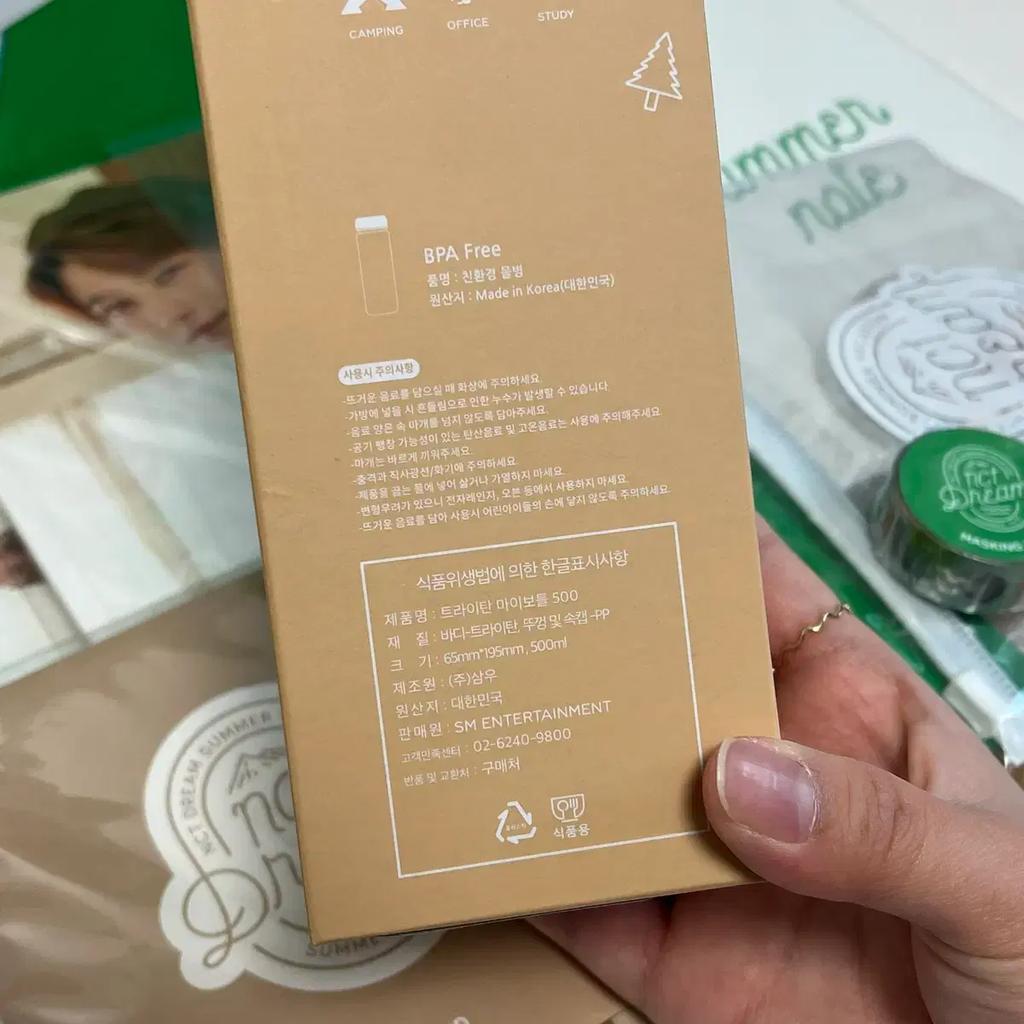 CAMPING
OFFICE
STUDY
BPA Free
품명 : 친환경 물병
원산지 : Made in Korea(대한민국)
사용시 주의사항
-뜨거운 음료를 담으실 때 화상에 주의하세요.
-가방에 넣을 시 흔들림으로 인한 누수가 발생할 수 있습니다.
-음료 양은 속 마개를 넘지 않도록 담아주세요.
-공기 팽창 가능성이 있는 탄산음료 및 고온음료는 사용에 주의해주세요.
-마개는 바르게 끼워주세요.
-충격과 직사광선/화기에 주의하세요.
-제품을 끓는 물에 넣어 삶거나 가열하지 마세요.
-변형우려가 있으니 전자레인지, 오븐 등에서 사용하지 마세요.
-뜨거운 음료를 담아 사용시 어린아이들의 손에 닿지 않도록 주의하세요.
식품위생법에 의한 한글표시사항
제품명 : 트라이탄 마이보틀 500
재 질 : 바디-트라이탄, 뚜껑 및 속캡 -PP
크 기 : 65mm*195mm, 500ml
제조원 : (주)삼우
원산지 : 대한민국
판매원 : SM ENTERTAINMENT
고객만족센터 : 02-6240-9800
반품 및 교환처 : 구매처
플라스틱
식품용
ummer
note
nct
Dream
MASKING
NCT DREAM SUMMER
nc
Dr
SUMME